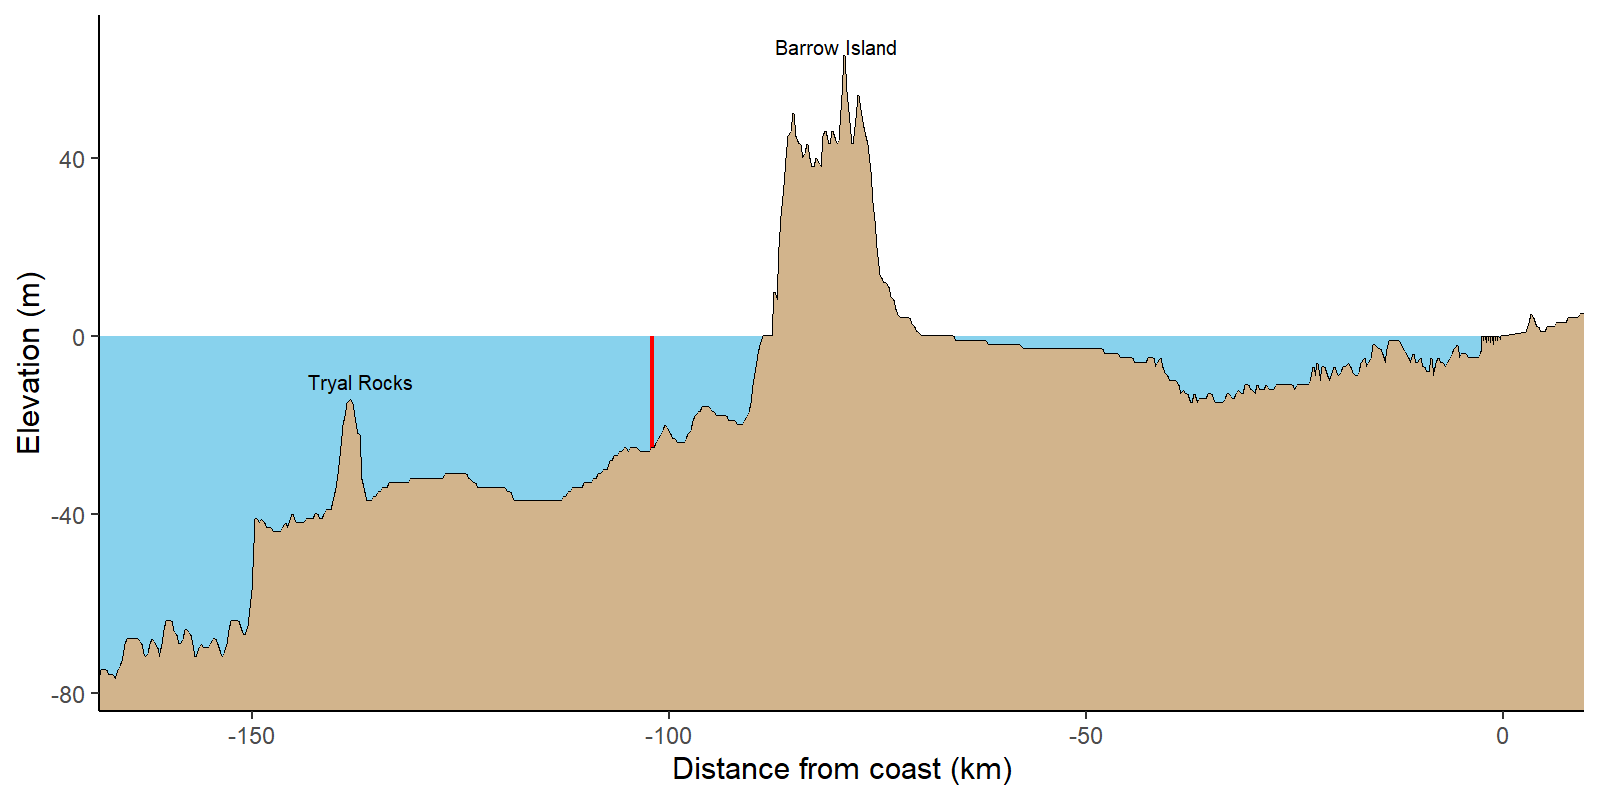 Barrow Island
40
0
Tryal Rocks
-40
-80
Elevation (m)
-150
-100
-50
0
Distance from coast (km)